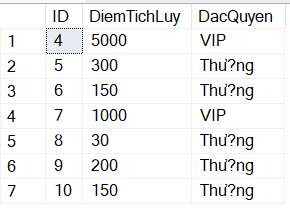 ID DiemTichLuy DacQuyen
1 4 5000 VIP
2 5 300 Thư?ng
3 6 150 Thư?ng
4 7 1000 VIP
5 8 30 Thư?ng
6 9 200 Thư?ng
7 10 150 Thư?ng